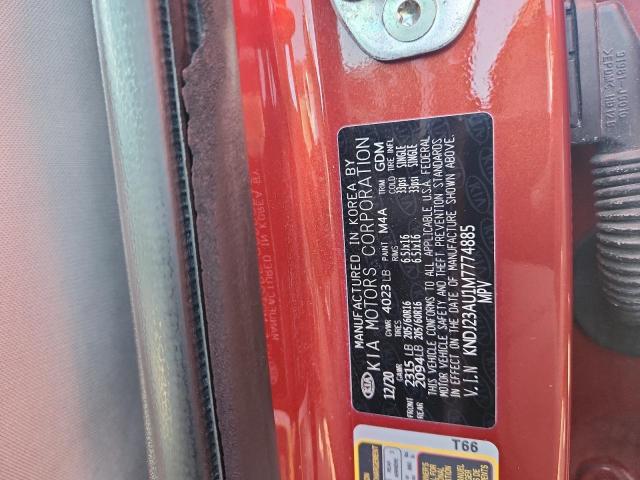 MANUFACTURED IN KOREA BY
KIA KIA MOTORS CORPORATION
12/20 GVWR 4023 LB PAINT M4A TRIM GDM
GAWR TIRES RIMS COLD TIRE INFL
FRONT 2315 LB 205/60R16 6.5Jx16 33psi SINGLE
REAR 2094 LB 205/60R16 6.5Jx16 33psi SINGLE
THIS VEHICLE CONFORMS TO ALL APPLICABLE U.S.A FEDERAL
MOTOR VEHICLE SAFETY AND THEFT PREVENTION STANDARDS
IN EFFECT ON THE DATE OF MANUFACTURE SHOWN ABOVE.
V.I.N KNDJ23AU1M7774885
MPV
T66